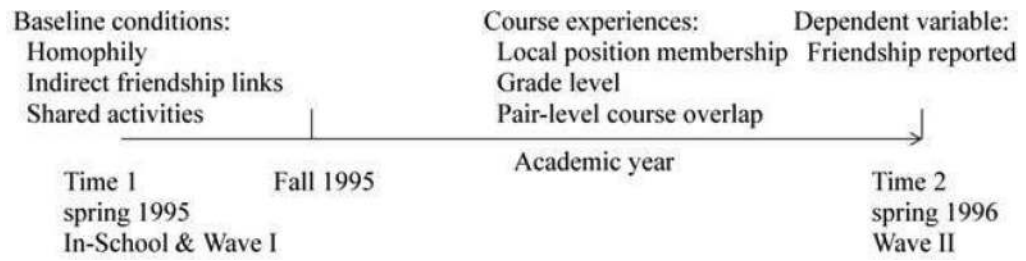 Baseline conditions:
Homophily
Indirect friendship links
Shared activities
Course experiences:
Local position membership
Grade level
Pair-level course overlap
Dependent variable:
Friendship reported
Academic year
Time 1
spring 1995
In-School & Wave I
Fall 1995
Time 2
spring 1996
Wave II